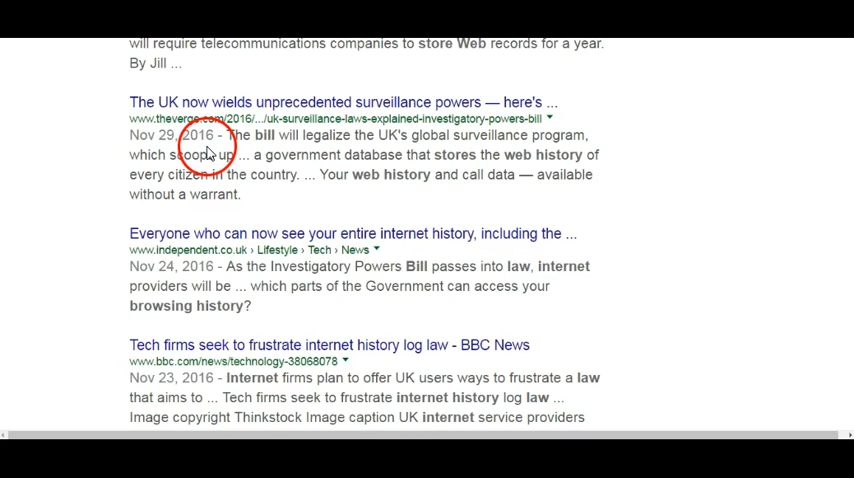 will require telecommunications companies to store Web records for a year.
By Jill ...
The UK now wields unprecedented surveillance powers — here's ...
www.theverge.com/2016/.../uk-surveillance-laws-explained-investigatory-powers-bill
Nov 29, 2016 - The bill will legalize the UK's global surveillance program,
which scoops up ... a government database that stores the web history of
every citizen in the country. ... Your web history and call data — available
without a warrant.
Everyone who can now see your entire internet history, including the ...
www.independent.co.uk › Lifestyle › Tech › News
Nov 24, 2016 - As the Investigatory Powers Bill passes into law, internet
providers will be ... which parts of the Government can access your
browsing history?
Tech firms seek to frustrate internet history log law - BBC News
www.bbc.com/news/technology-38068078
Nov 23, 2016 - Internet firms plan to offer UK users ways to frustrate a law
that aims to ... Tech firms seek to frustrate internet history log law ...
Image copyright Thinkstock Image caption UK internet service providers